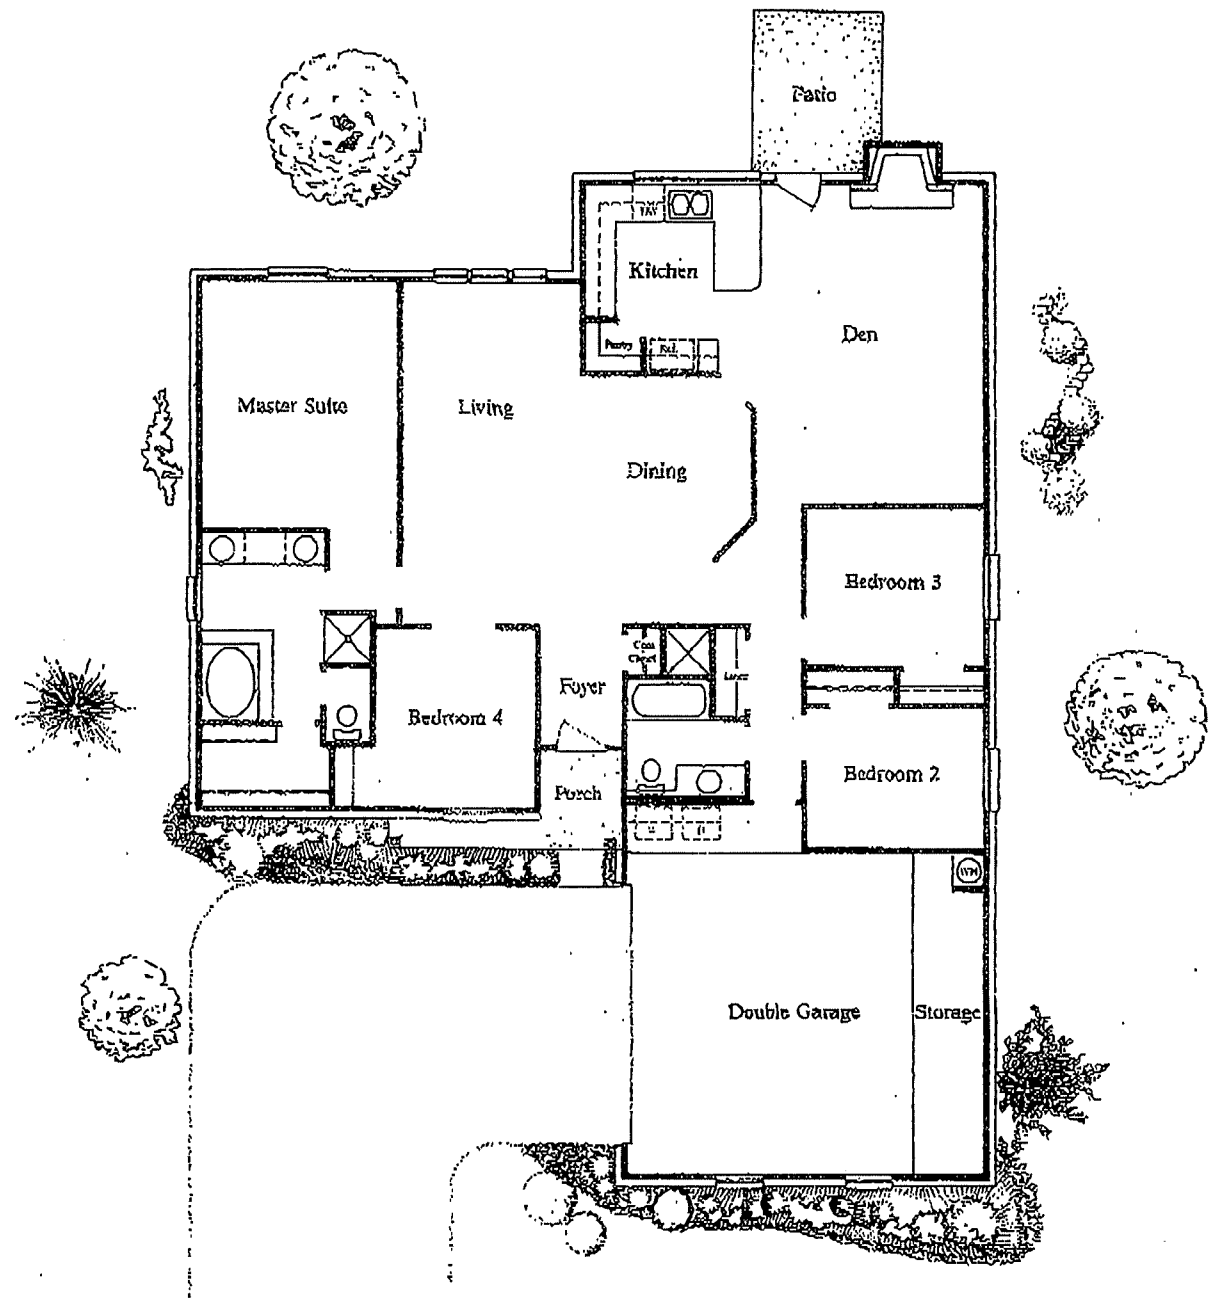 Patio
Kitchen
Pantry
Den
Master Suite
Living
Dining
Bedroom 3
Coat
Closet
Foyer
Bedroom 4
Bedroom 2
Porch
Double Garage
Storage